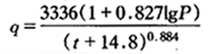 q = 3336(1 + 0.827lgP) / (t + 14.8)^0.884